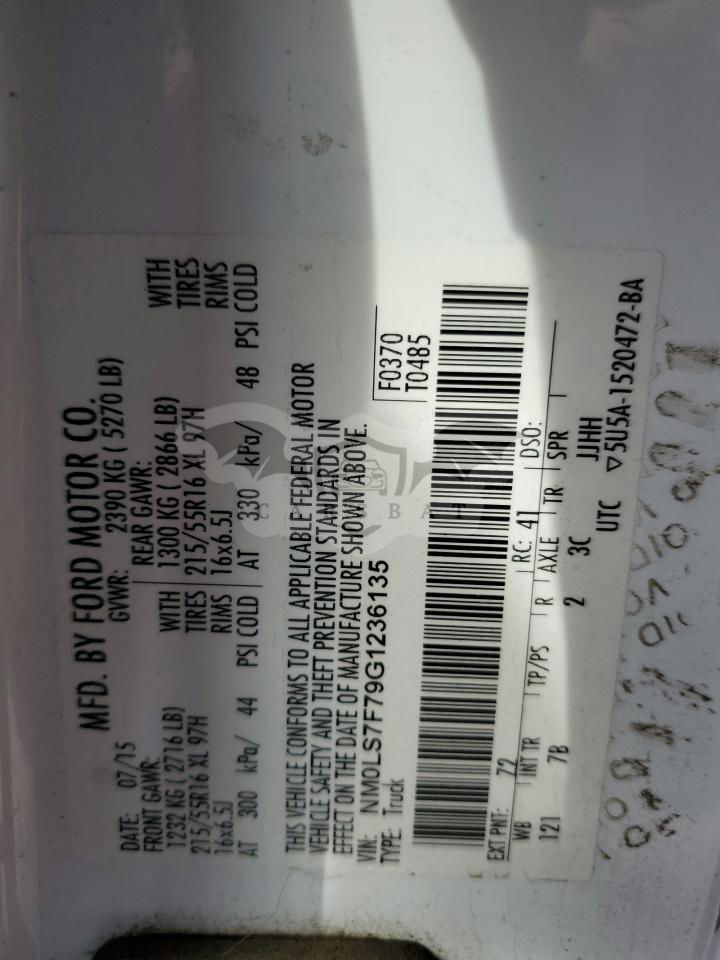 MFD. BY FORD MOTOR CO.
DATE: 07/15 GVWR: 2390 KG ( 5270 LB)
FRONT GAWR: REAR GAWR:
1232 KG ( 2716 LB) WITH 1300 KG ( 2866 LB) WITH
215/55R16 XL 97H TIRES 215/55R16 XL 97H TIRES
16x6.5J RIMS 16x6.5J RIMS
AT 300 kPa/ 44 PSI COLD AT 330 kPa/ 48 PSI COLD
THIS VEHICLE CONFORMS TO ALL APPLICABLE FEDERAL MOTOR
VEHICLE SAFETY AND THEFT PREVENTION STANDARDS IN
EFFECT ON THE DATE OF MANUFACTURE SHOWN ABOVE.
VIN: NM0LS7F79G1236135
TYPE: Truck
F0370
T0485
EXT PNT: 72 RC: 41 DSO:
WB INT TR TP/PS R AXLE TR SPR
121 7B 2 3C JJHH
UTC ▽5U5A-1520472-BA
CARSBAT